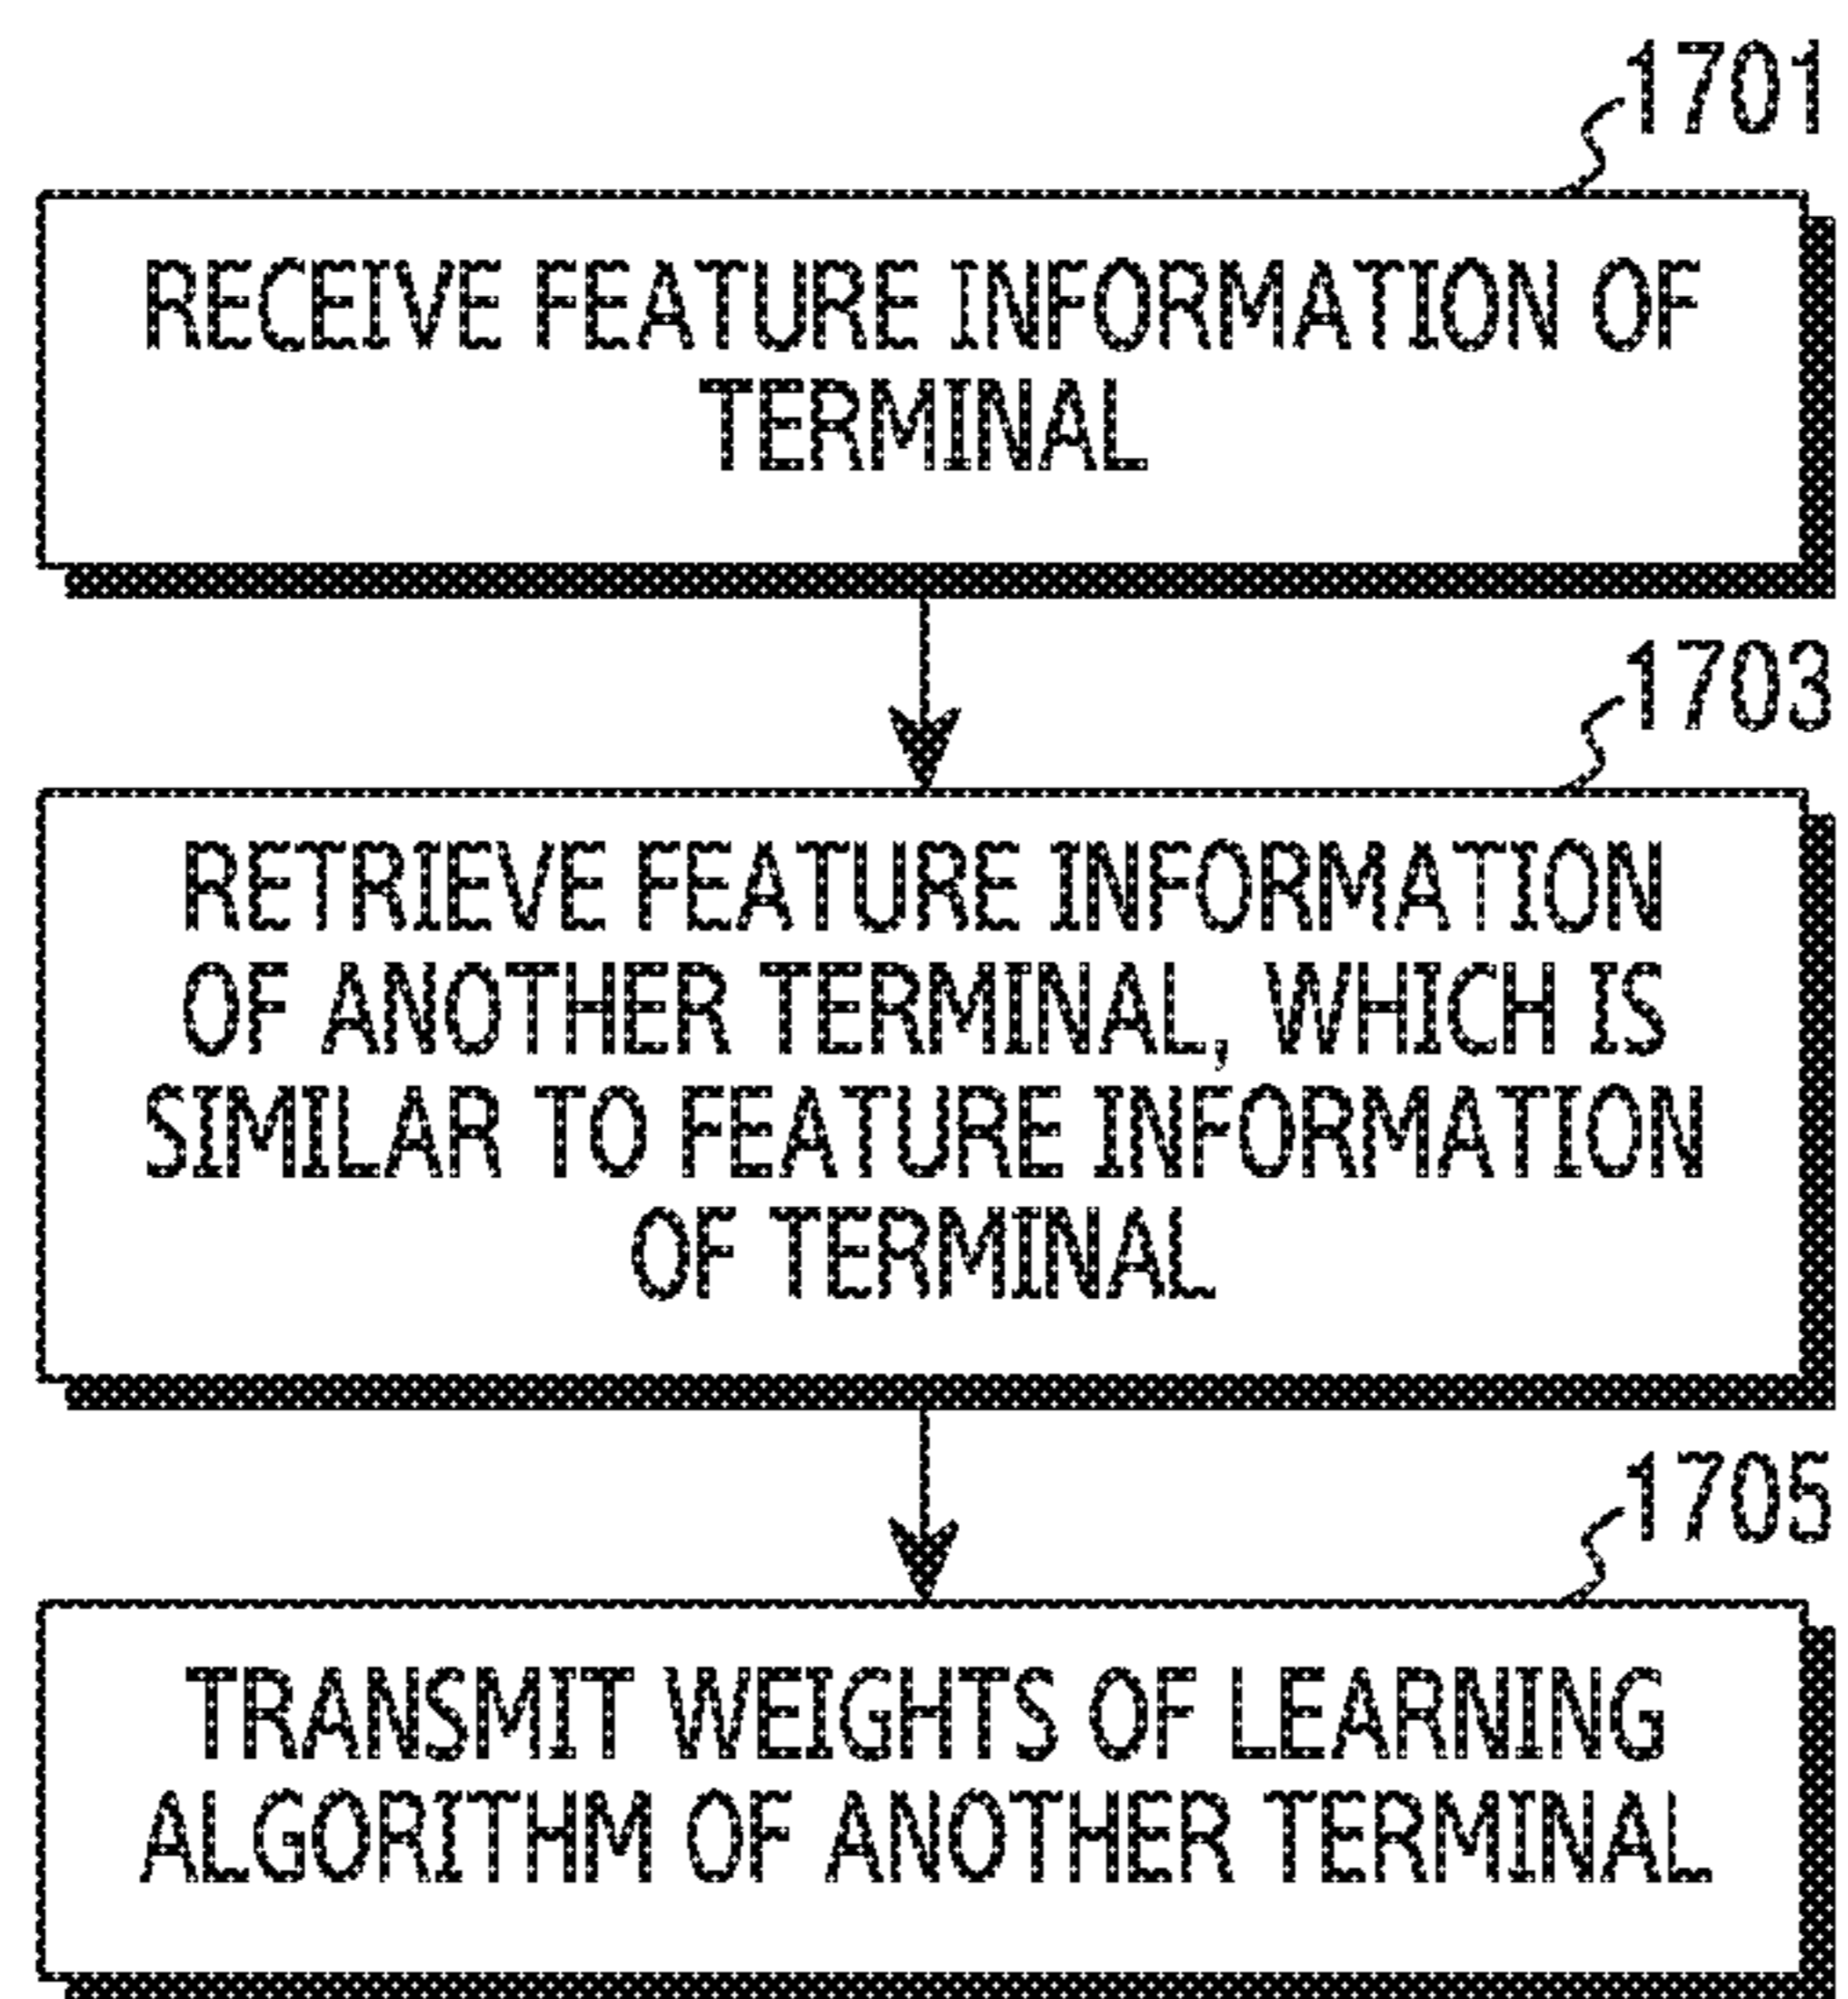 1701
RECEIVE FEATURE INFORMATION OF
TERMINAL
1703
RETRIEVE FEATURE INFORMATION
OF ANOTHER TERMINAL, WHICH IS
SIMILAR TO FEATURE INFORMATION
OF TERMINAL
1705
TRANSMIT WEIGHTS OF LEARNING
ALGORITHM OF ANOTHER TERMINAL